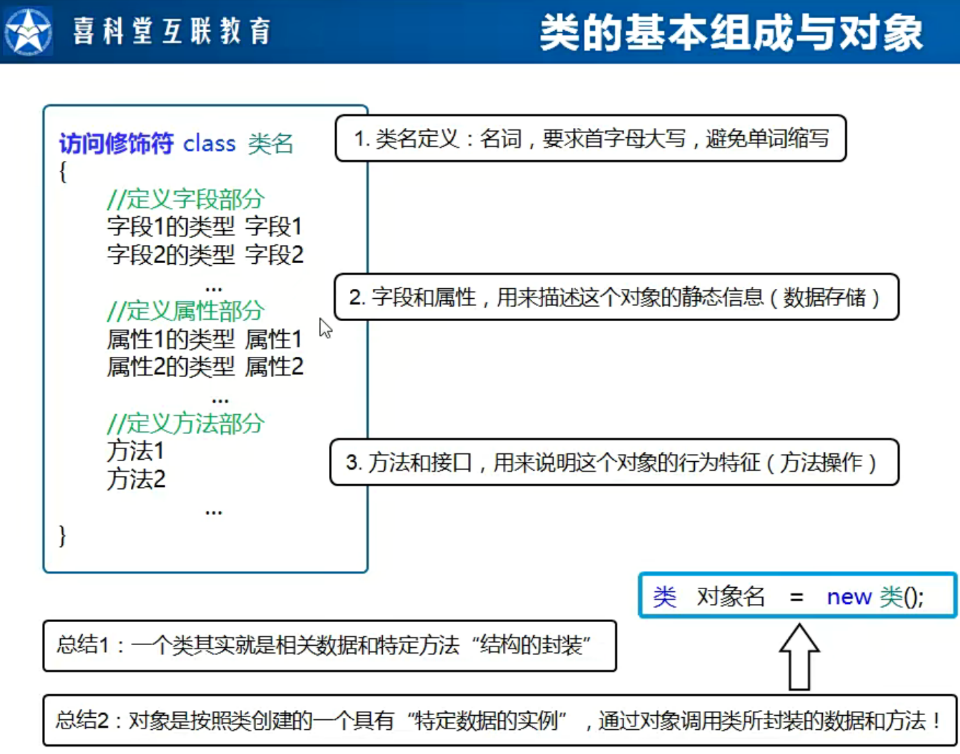 喜科堂互联教育
类的基本组成与对象
访问修饰符 class 类名
{
//定义字段部分
字段1的类型 字段1
字段2的类型 字段2
...
//定义属性部分
属性1的类型 属性1
属性2的类型 属性2
...
//定义方法部分
方法1
方法2
...
}
1. 类名定义：名词，要求首字母大写，避免单词缩写
2. 字段和属性，用来描述这个对象的静态信息（数据存储）
3. 方法和接口，用来说明这个对象的行为特征（方法操作）
类 对象名 = new 类();
总结1：一个类其实就是相关数据和特定方法“结构的封装”
总结2：对象是按照类创建的一个具有“特定数据的实例”，通过对象调用类所封装的数据和方法！